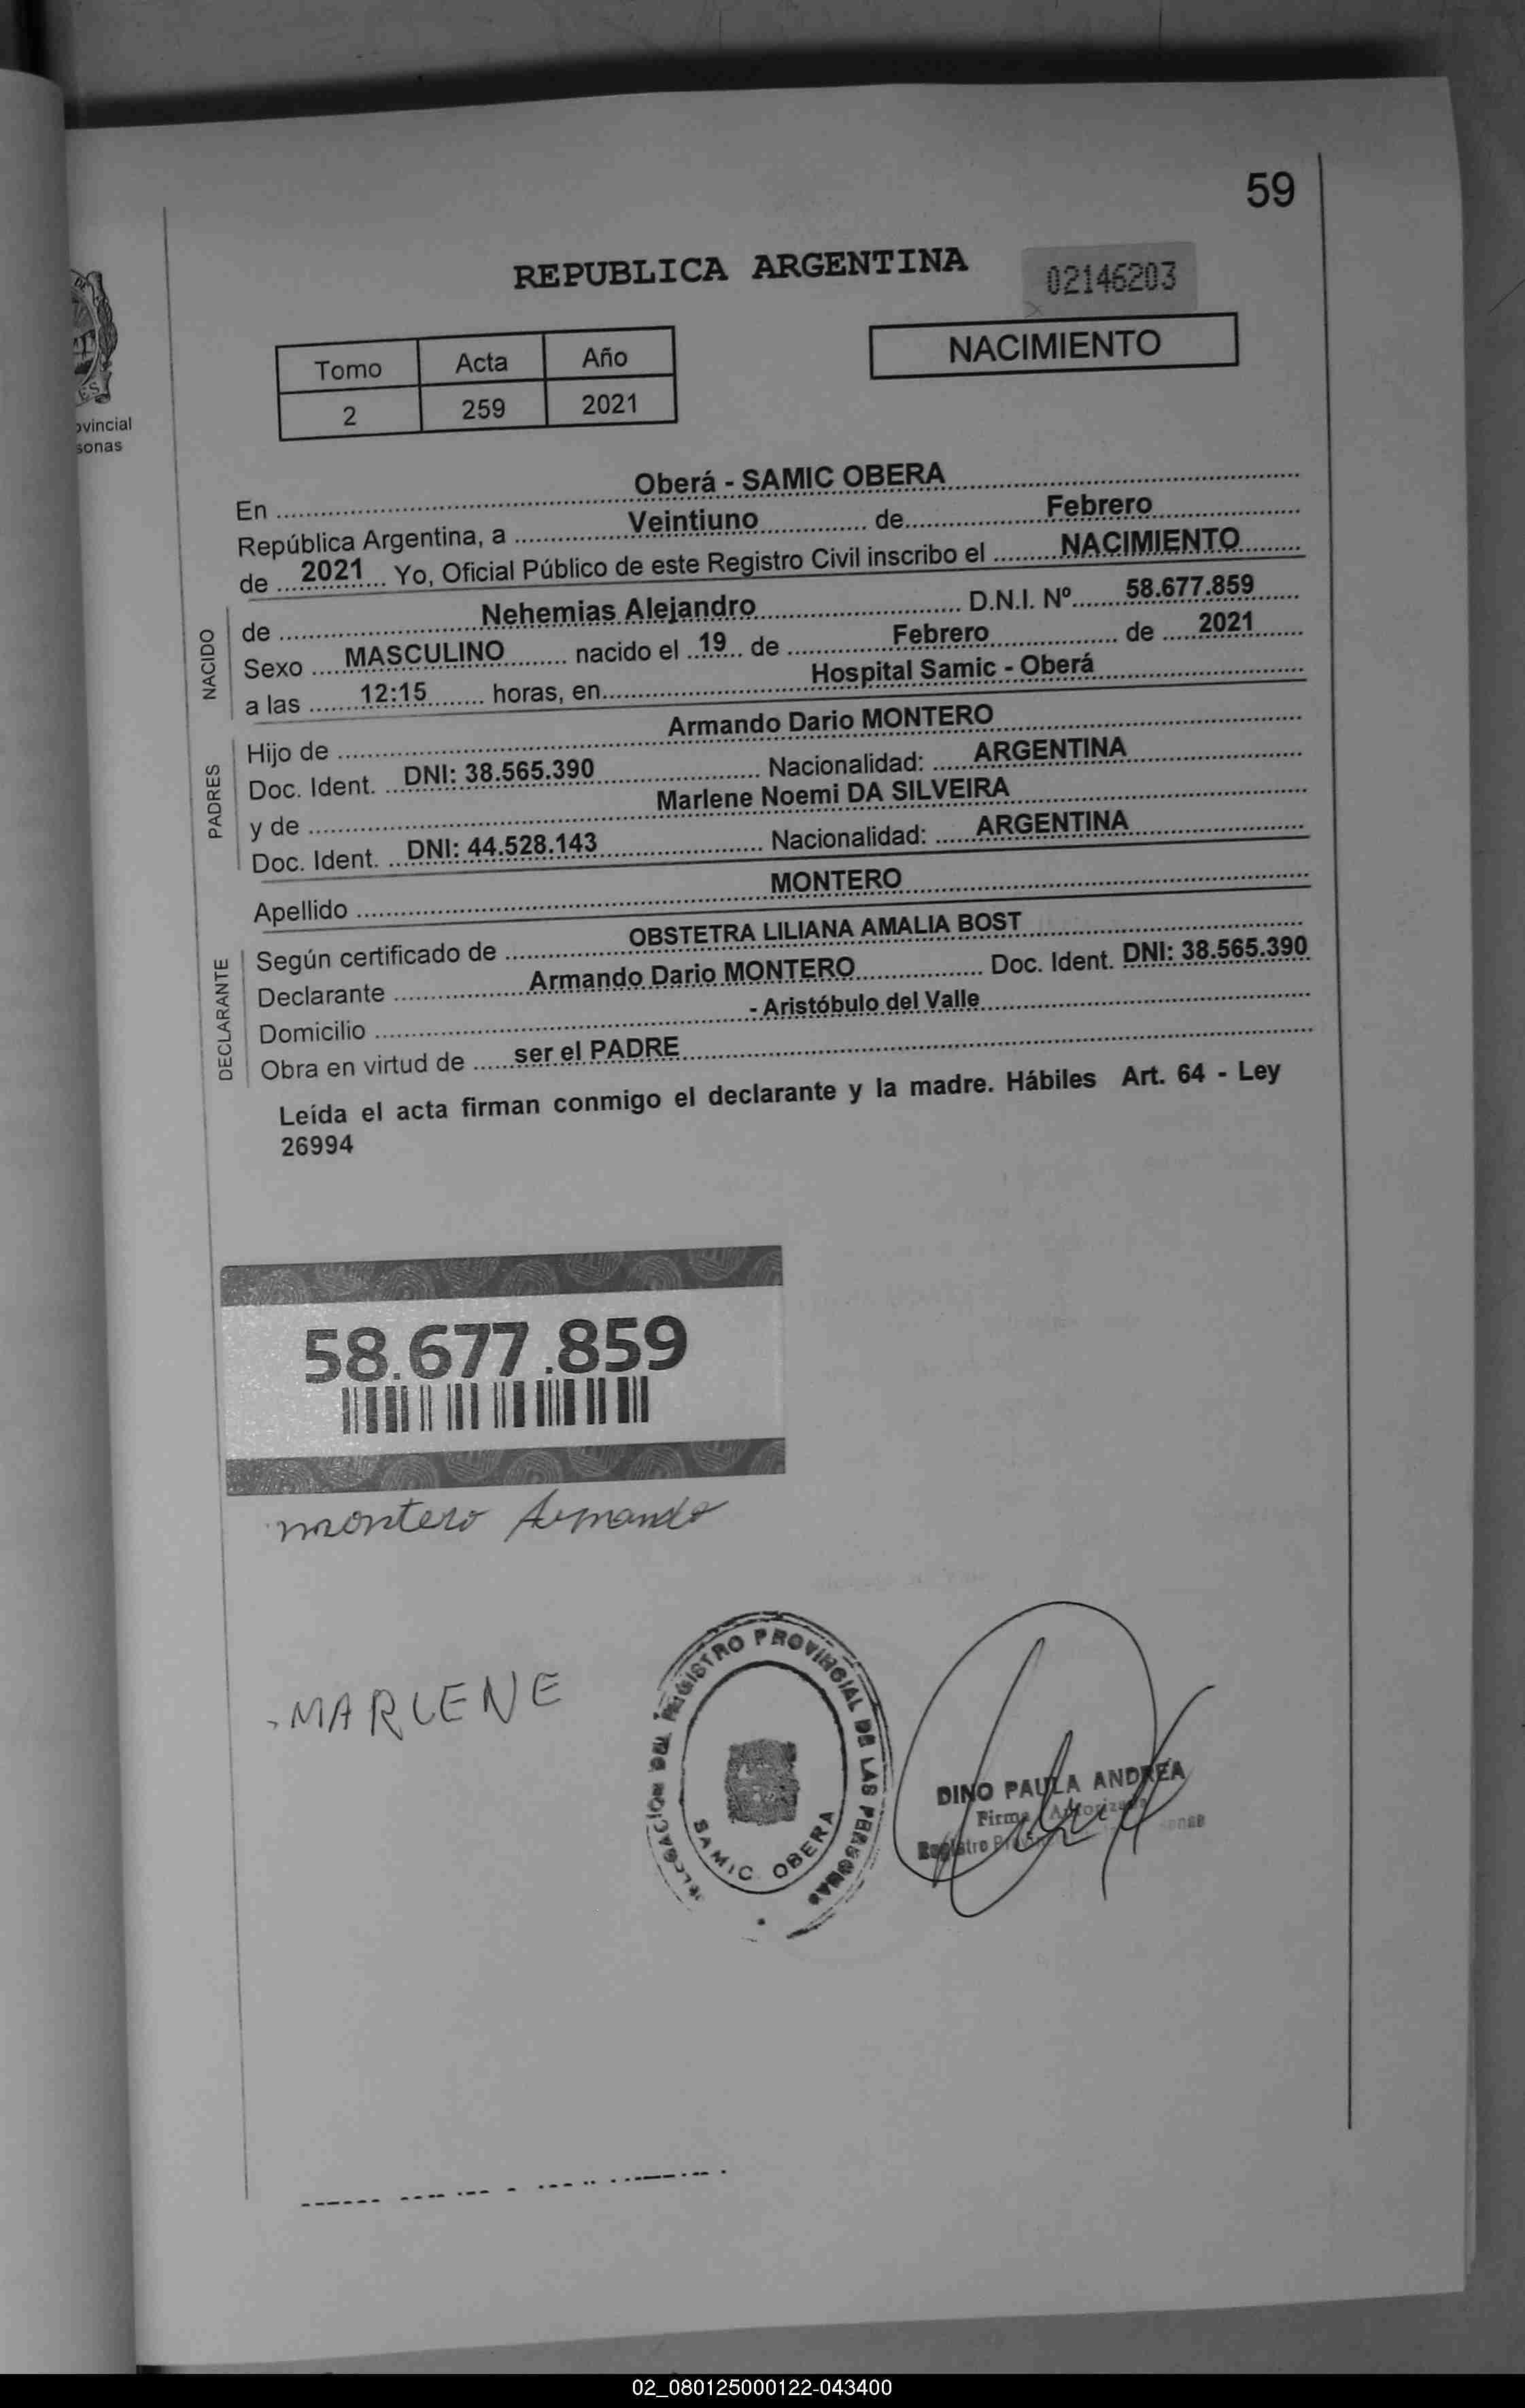 59
REPUBLICA ARGENTINA
02146203
NACIMIENTO
Tomo Acta Año
2 259 2021
ovincial
sonas
En Oberá - SAMIC OBERA
República Argentina, a Veintiuno de Febrero
de 2021 Yo, Oficial Público de este Registro Civil inscribo el NACIMIENTO
NACIDO
de Nehemias Alejandro D.N.I. Nº 58.677.859
Sexo MASCULINO nacido el 19 de Febrero de 2021
a las 12:15 horas, en Hospital Samic - Oberá
PADRES
Hijo de Armando Dario MONTERO
Doc. Ident. DNI: 38.565.390 Nacionalidad: ARGENTINA
y de Marlene Noemi DA SILVEIRA
Doc. Ident. DNI: 44.528.143 Nacionalidad: ARGENTINA
Apellido MONTERO
DECLARANTE
Según certificado de OBSTETRA LILIANA AMALIA BOST
Declarante Armando Dario MONTERO Doc. Ident. DNI: 38.565.390
Domicilio - Aristóbulo del Valle
Obra en virtud de ser el PADRE
Leída el acta firman conmigo el declarante y la madre. Hábiles Art. 64 - Ley
26994
58.677.859
montero Armando
MARLENE
DELEGACION DEL REGISTRO PROVINCIAL DE LAS PERSONAS
SAMIC OBERA
DINO PAULA ANDREA
Firma Autorizada
Registro
02_080125000122-043400